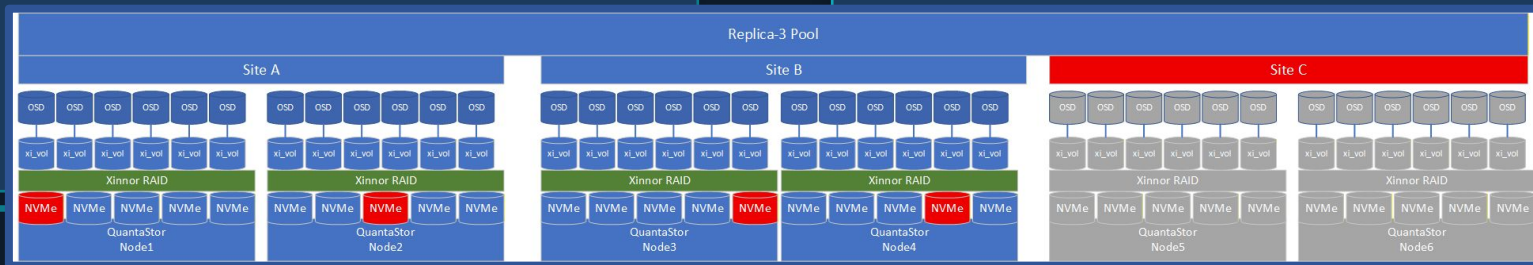 Replica-3 Pool
Site A
Site B
Site C
OSD OSD OSD OSD OSD OSD OSD OSD OSD OSD OSD OSD OSD OSD OSD OSD OSD OSD OSD OSD OSD OSD OSD OSD OSD OSD OSD OSD OSD OSD OSD OSD OSD OSD OSD OSD
xi_vol xi_vol xi_vol xi_vol xi_vol xi_vol xi_vol xi_vol xi_vol xi_vol xi_vol xi_vol xi_vol xi_vol xi_vol xi_vol xi_vol xi_vol xi_vol xi_vol xi_vol xi_vol xi_vol xi_vol xi_vol xi_vol xi_vol xi_vol xi_vol xi_vol xi_vol xi_vol xi_vol xi_vol xi_vol xi_vol
Xinnor RAID Xinnor RAID Xinnor RAID Xinnor RAID Xinnor RAID Xinnor RAID
NVMe NVMe NVMe NVMe NVMe NVMe NVMe NVMe NVMe NVMe NVMe NVMe NVMe NVMe NVMe NVMe NVMe NVMe NVMe NVMe NVMe NVMe NVMe NVMe NVMe NVMe NVMe NVMe NVMe NVMe
QuantaStor QuantaStor QuantaStor QuantaStor QuantaStor QuantaStor
Node1 Node2 Node3 Node4 Node5 Node6